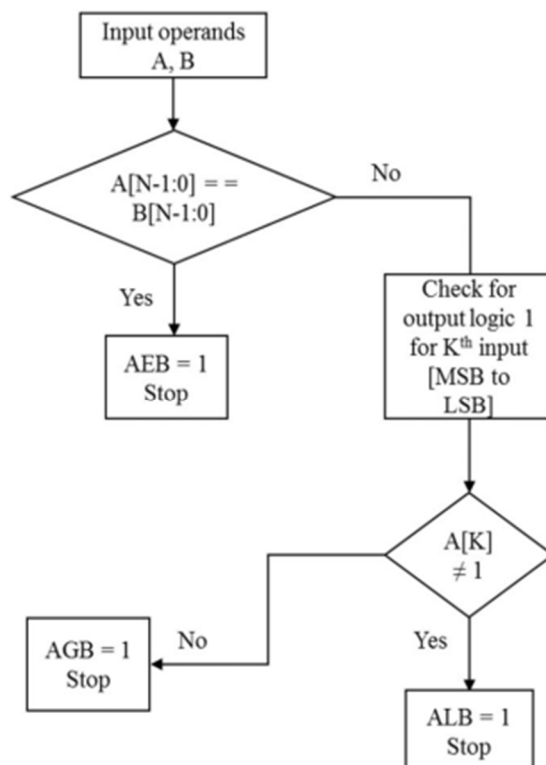 Input operands
A, B
A[N-1:0] = =
B[N-1:0]
No
Yes
AEB = 1
Stop
Check for
output logic 1
for Kth input
[MSB to
LSB]
A[K]
≠ 1
No
Yes
AGB = 1
Stop
ALB = 1
Stop